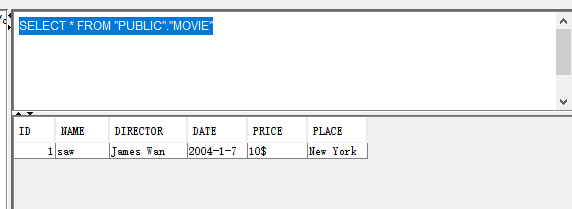 SELECT * FROM "PUBLIC"."MOVIE"
ID NAME DIRECTOR DATE PRICE PLACE
1 saw James Wan 2004-1-7 10$ New York